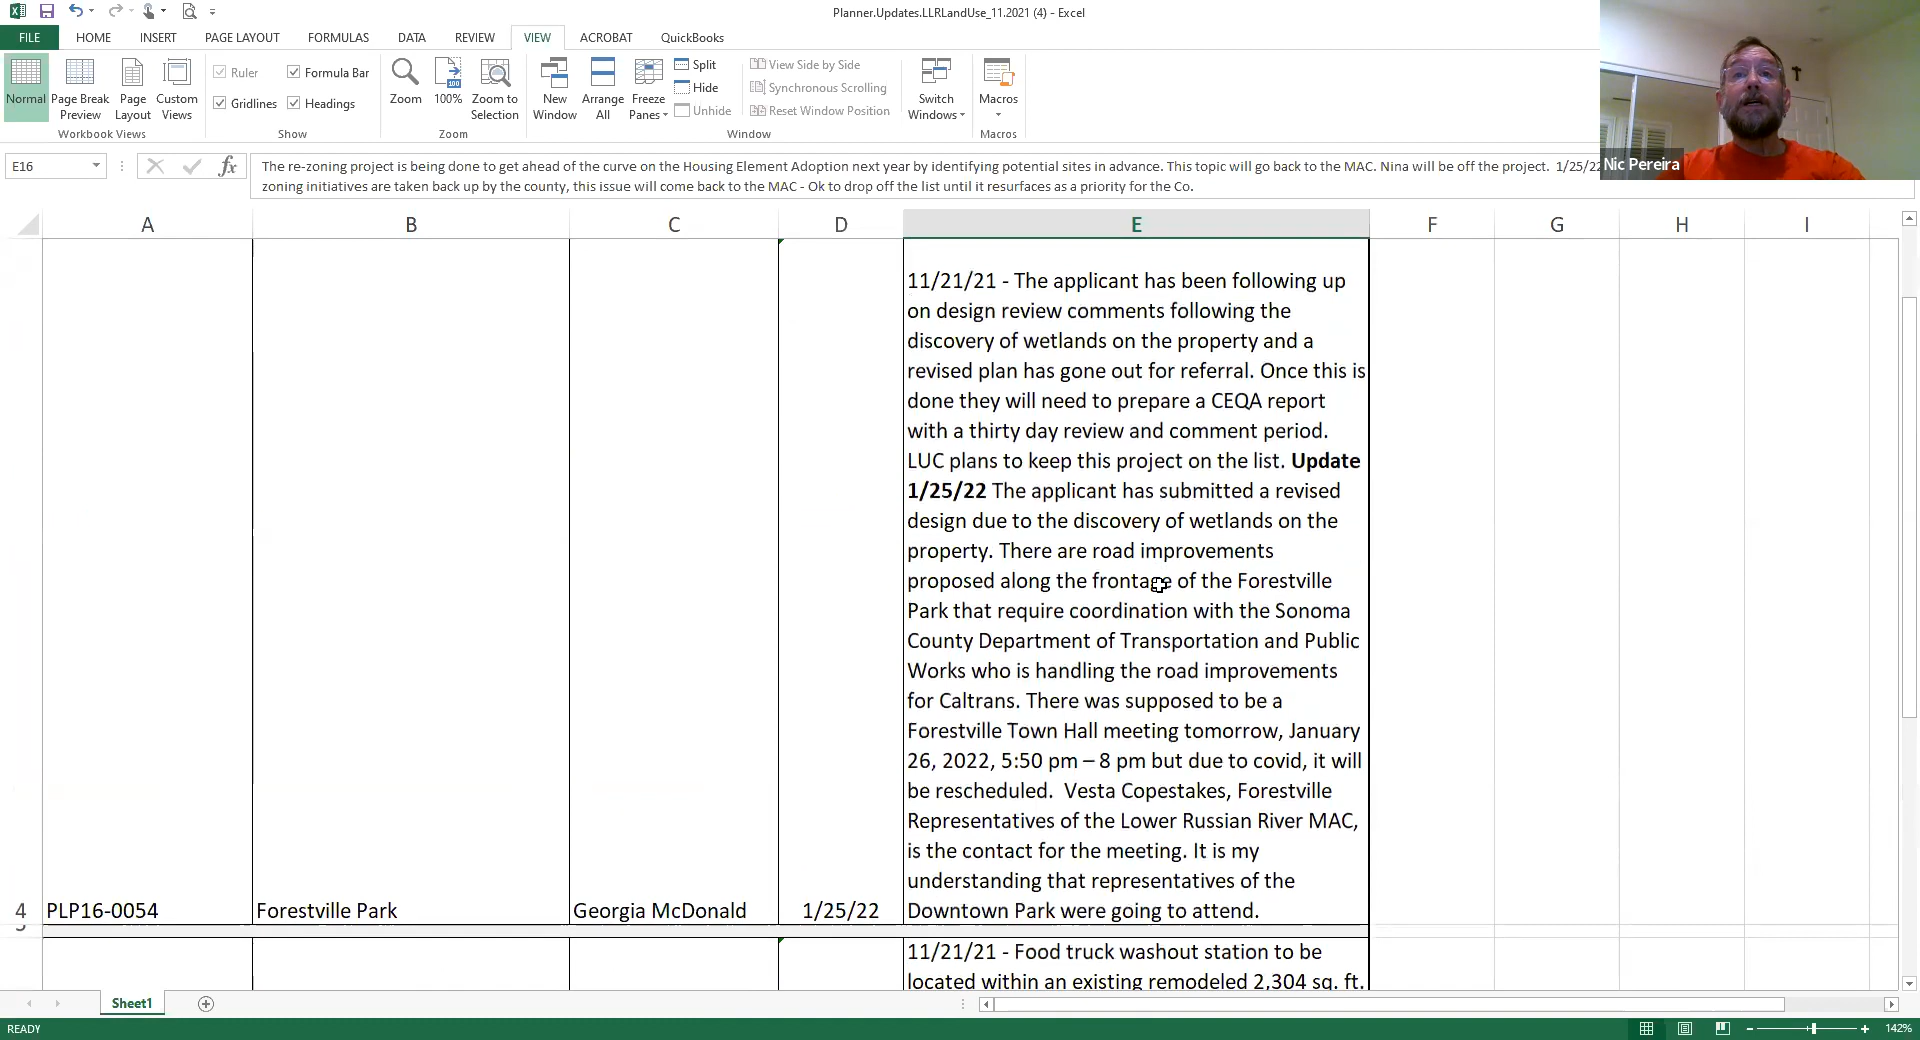 Planner.Updates.LLRLandUse_11.2021 (4) - Excel
FILE HOME INSERT PAGE LAYOUT FORMULAS DATA REVIEW VIEW ACROBAT QuickBooks
Normal
Page Break Preview
Page Layout
Custom Views
Workbook Views
Ruler
Formula Bar
Gridlines
Headings
Show
Zoom
100
100%
Zoom to Selection
Zoom
New Window
Arrange All
Freeze Panes
Split
Hide
Unhide
View Side by Side
Synchronous Scrolling
Reset Window Position
Window
Switch Windows
Macros
Macros
Nic Pereira
E16
fx
The re-zoning project is being done to get ahead of the curve on the Housing Element Adoption next year by identifying potential sites in advance. This topic will go back to the MAC. Nina will be off the project. 1/25/22
zoning initiatives are taken back up by the county, this issue will come back to the MAC - Ok to drop off the list until it resurfaces as a priority for the Co.
A B C D E F G H I
11/21/21 - The applicant has been following up
on design review comments following the
discovery of wetlands on the property and a
revised plan has gone out for referral. Once this is
done they will need to prepare a CEQA report
with a thirty day review and comment period.
LUC plans to keep this project on the list. Update
1/25/22 The applicant has submitted a revised
design due to the discovery of wetlands on the
property. There are road improvements
proposed along the frontage of the Forestville
Park that require coordination with the Sonoma
County Department of Transportation and Public
Works who is handling the road improvements
for Caltrans. There was supposed to be a
Forestville Town Hall meeting tomorrow, January
26, 2022, 5:50 pm – 8 pm but due to covid, it will
be rescheduled.  Vesta Copestakes, Forestville
Representatives of the Lower Russian River MAC,
is the contact for the meeting. It is my
understanding that representatives of the
4 PLP16-0054 Forestville Park Georgia McDonald 1/25/22 Downtown Park were going to attend.
5
11/21/21 - Food truck washout station to be
located within an existing remodeled 2,304 sq. ft.
Sheet1
READY
142%